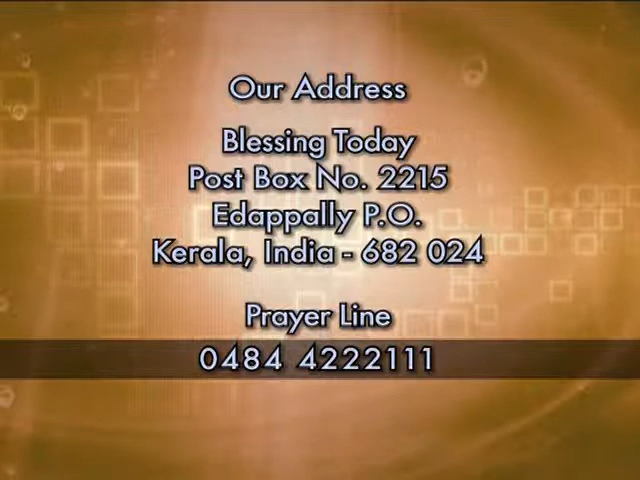 Our Address
Blessing Today
Post Box No. 2215
Edappally P.O.
Kerala, India - 682 024
Prayer Line
0484 4222111